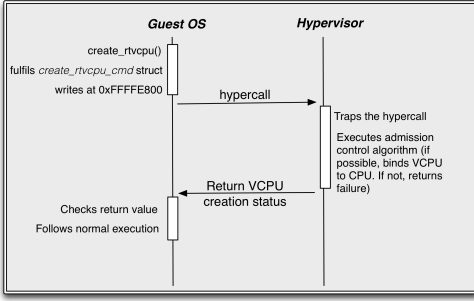 Guest OS
Hypervisor
create_rtvcpu()
fulfils create_rtvcpu_cmd struct
writes at 0xFFFFE800
hypercall
Traps the hypercall
Executes admission
control algorithm (if
possible, binds VCPU
to CPU. If not, returns
failure)
Return VCPU
creation status
Checks return value
Follows normal execution